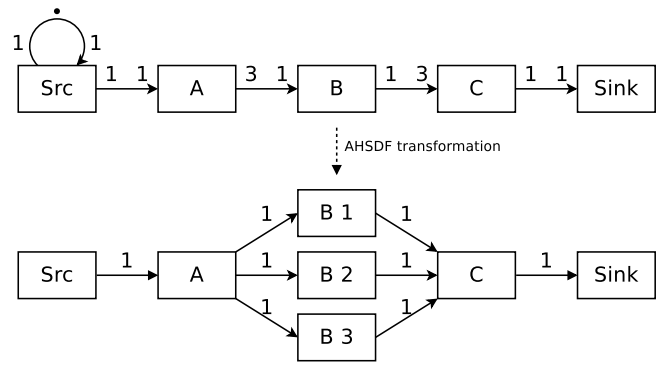 1 1
Src 1 1 A 3 1 B 1 3 C 1 1 Sink
AHSDF transformation
1 B 1 1
Src 1 A 1 B 2 1 C 1 Sink
1 B 3 1